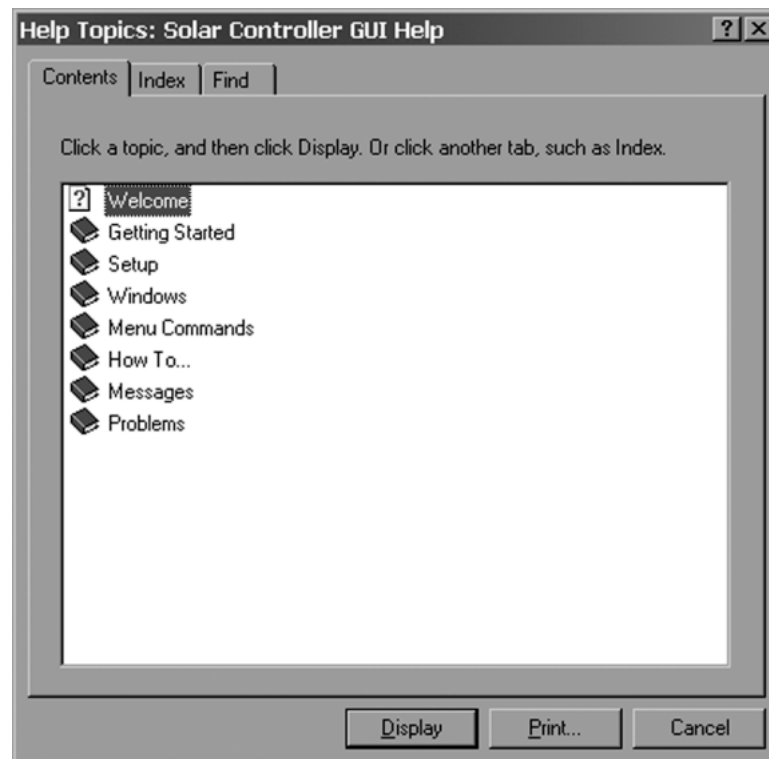 Help Topics: Solar Controller GUI Help
Contents Index Find
Click a topic, and then click Display. Or click another tab, such as Index.
Welcome
Getting Started
Setup
Windows
Menu Commands
How To...
Messages
Problems
Display Print... Cancel